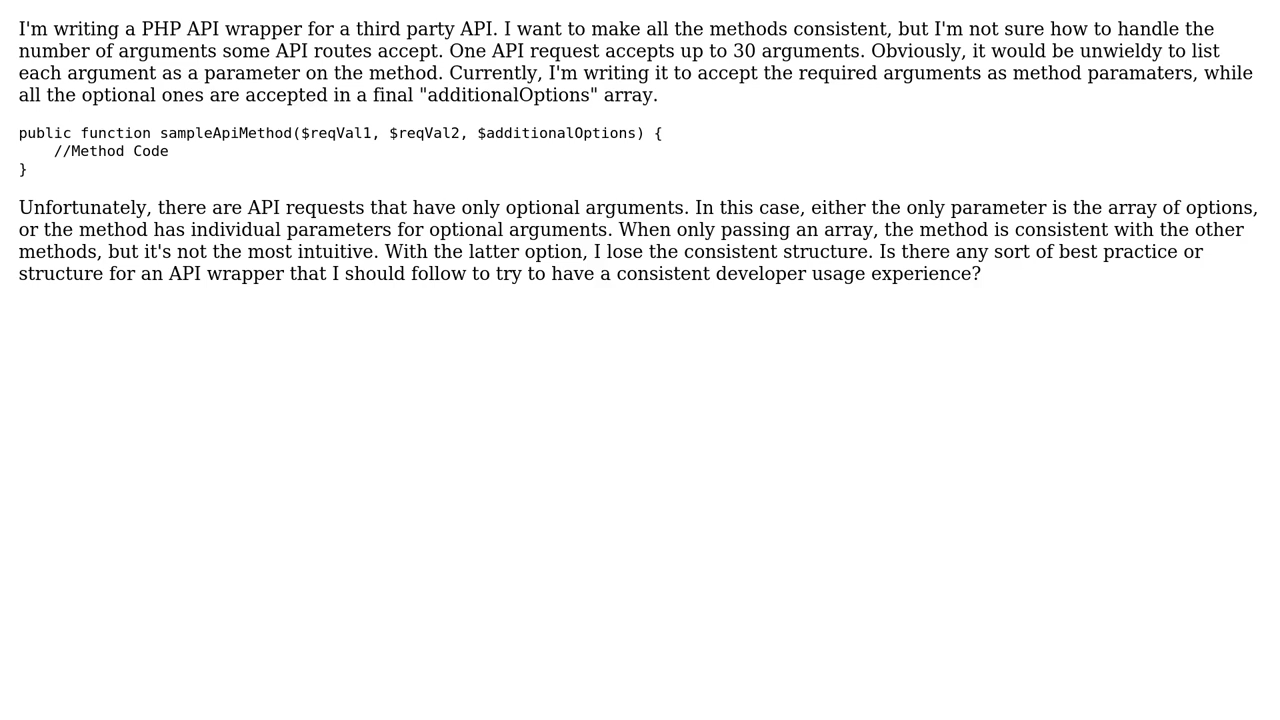 I'm writing a PHP API wrapper for a third party API. I want to make all the methods consistent, but I'm not sure how to handle the
number of arguments some API routes accept. One API request accepts up to 30 arguments. Obviously, it would be unwieldy to list
each argument as a parameter on the method. Currently, I'm writing it to accept the required arguments as method paramaters, while
all the optional ones are accepted in a final "additionalOptions" array.
public function sampleApiMethod($reqVal1, $reqVal2, $additionalOptions) {
    //Method Code
}
Unfortunately, there are API requests that have only optional arguments. In this case, either the only parameter is the array of options,
or the method has individual parameters for optional arguments. When only passing an array, the method is consistent with the other
methods, but it's not the most intuitive. With the latter option, I lose the consistent structure. Is there any sort of best practice or
structure for an API wrapper that I should follow to try to have a consistent developer usage experience?